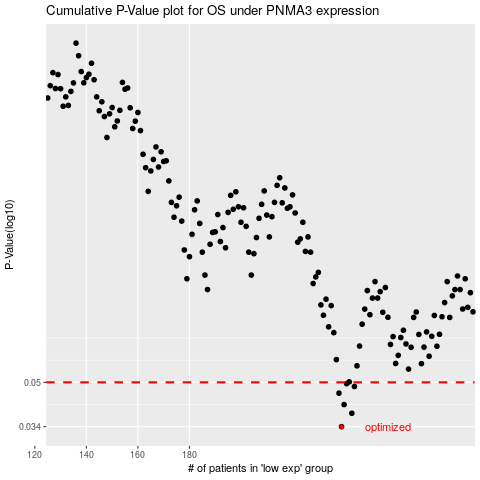 Cumulative P-Value plot for OS under PNMA3 expression
P-Value(log10)
0.05
0.034
optimized
120 140 160 180
# of patients in 'low exp' group